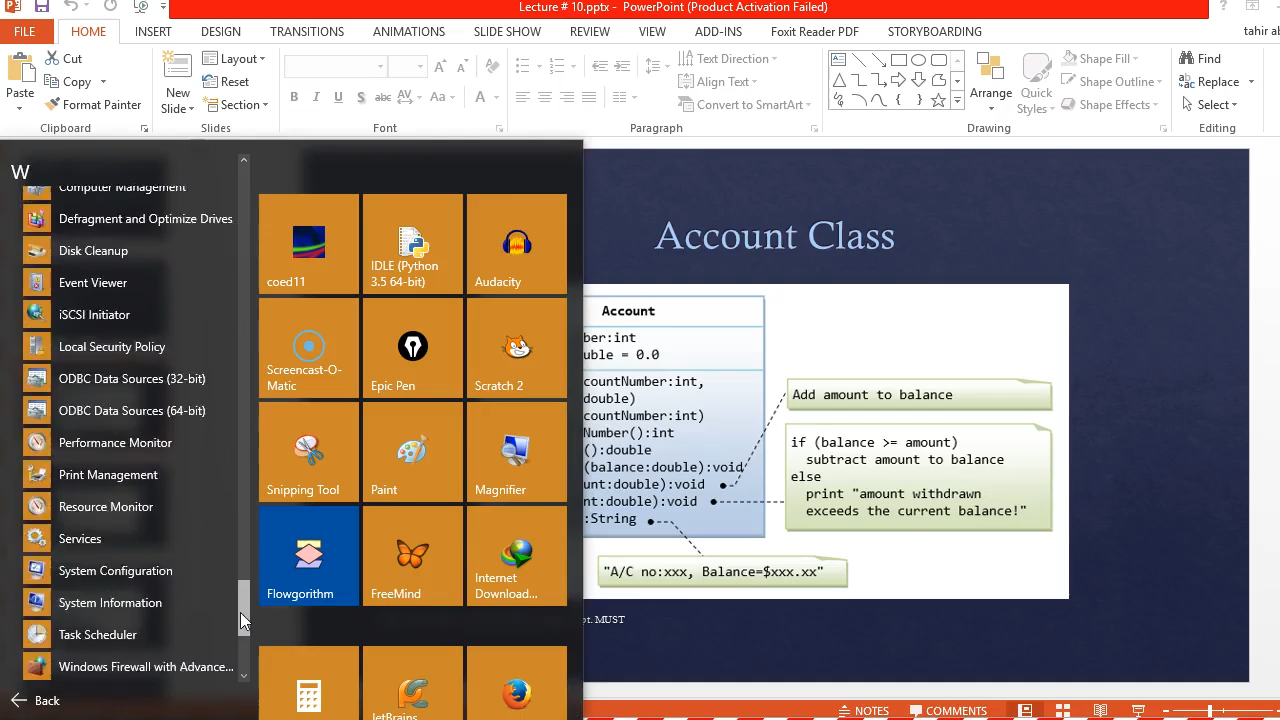 Lecture # 10.pptx - PowerPoint (Product Activation Failed)
FILE HOME INSERT DESIGN TRANSITIONS ANIMATIONS SLIDE SHOW REVIEW VIEW ADD-INS Foxit Reader PDF STORYBOARDING tahir ab
Paste
Cut
Copy
Format Painter
Clipboard
New
Slide
Layout
Reset
Section
Slides
Font
Text Direction
Align Text
Convert to SmartArt
Paragraph
Arrange
Quick
Styles
Shape Fill
Shape Outline
Shape Effects
Drawing
Find
Replace
Select
Editing
W
Computer Management
Defragment and Optimize Drives
Disk Cleanup
Event Viewer
iSCSI Initiator
Local Security Policy
ODBC Data Sources (32-bit)
ODBC Data Sources (64-bit)
Performance Monitor
Print Management
Resource Monitor
Services
System Configuration
System Information
Task Scheduler
Windows Firewall with Advance...
Back
coed11
IDLE (Python
3.5 64-bit)
Audacity
Screencast-O-
Matic
Epic Pen
Scratch 2
Snipping Tool
Paint
Magnifier
Flowgorithm
FreeMind
Internet
Download...
JetBrains
Account Class
Account
ber:int
uble = 0.0
countNumber:int,
double)
countNumber:int)
Number():int
():double
(balance:double):void
unt:double):void
nt:double):void
:String
Add amount to balance
if (balance >= amount)
subtract amount to balance
else
print "amount withdrawn
exceeds the current balance!"
"A/C no:xxx, Balance=$xxx.xx"
pt. MUST
NOTES COMMENTS